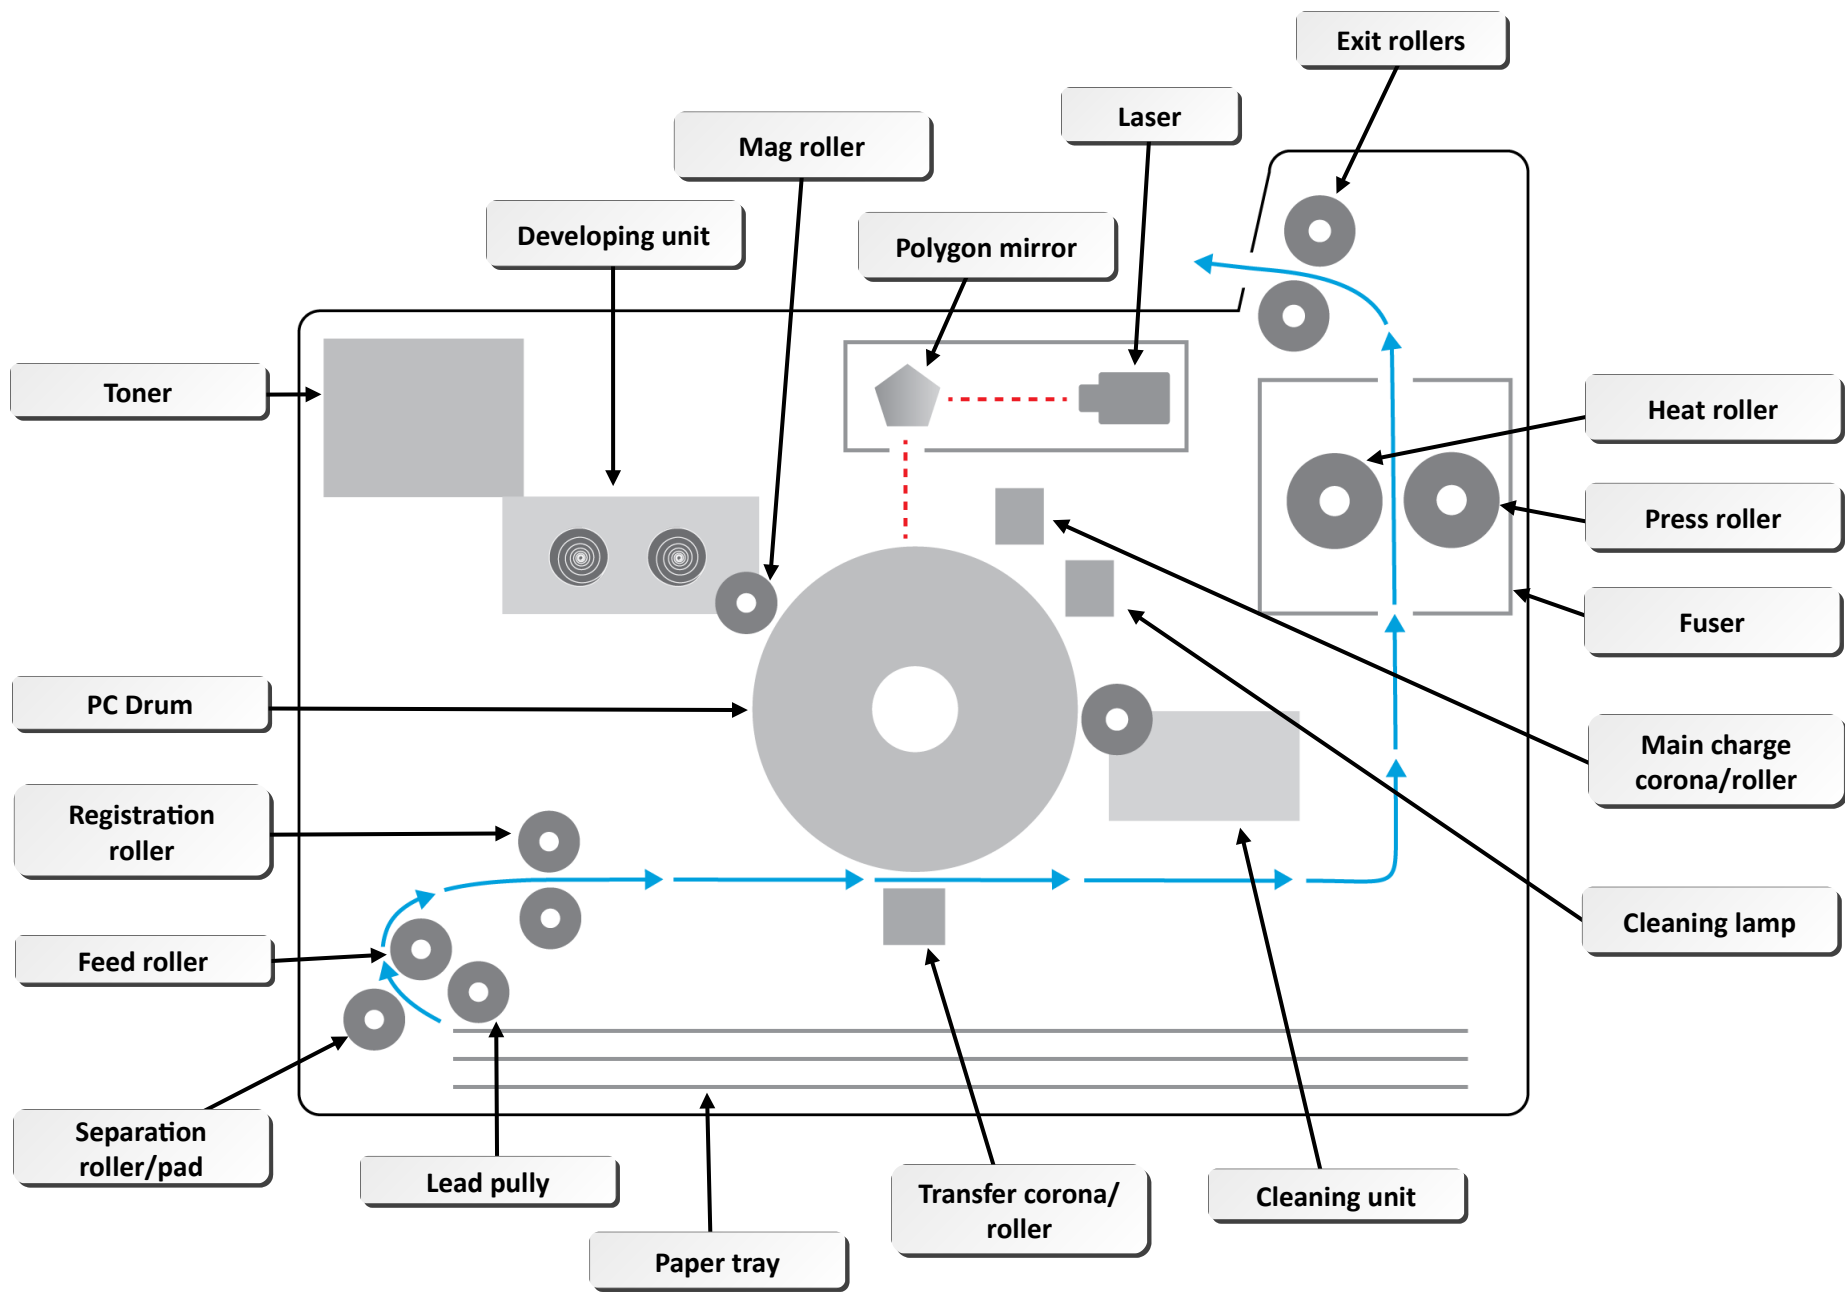 Exit rollers
Laser
Mag roller
Developing unit
Polygon mirror
Toner
Heat roller
Press roller
Fuser
PC Drum
Main charge
corona/roller
Registration
roller
Cleaning lamp
Feed roller
Separation
roller/pad
Lead pully
Transfer corona/
roller
Cleaning unit
Paper tray